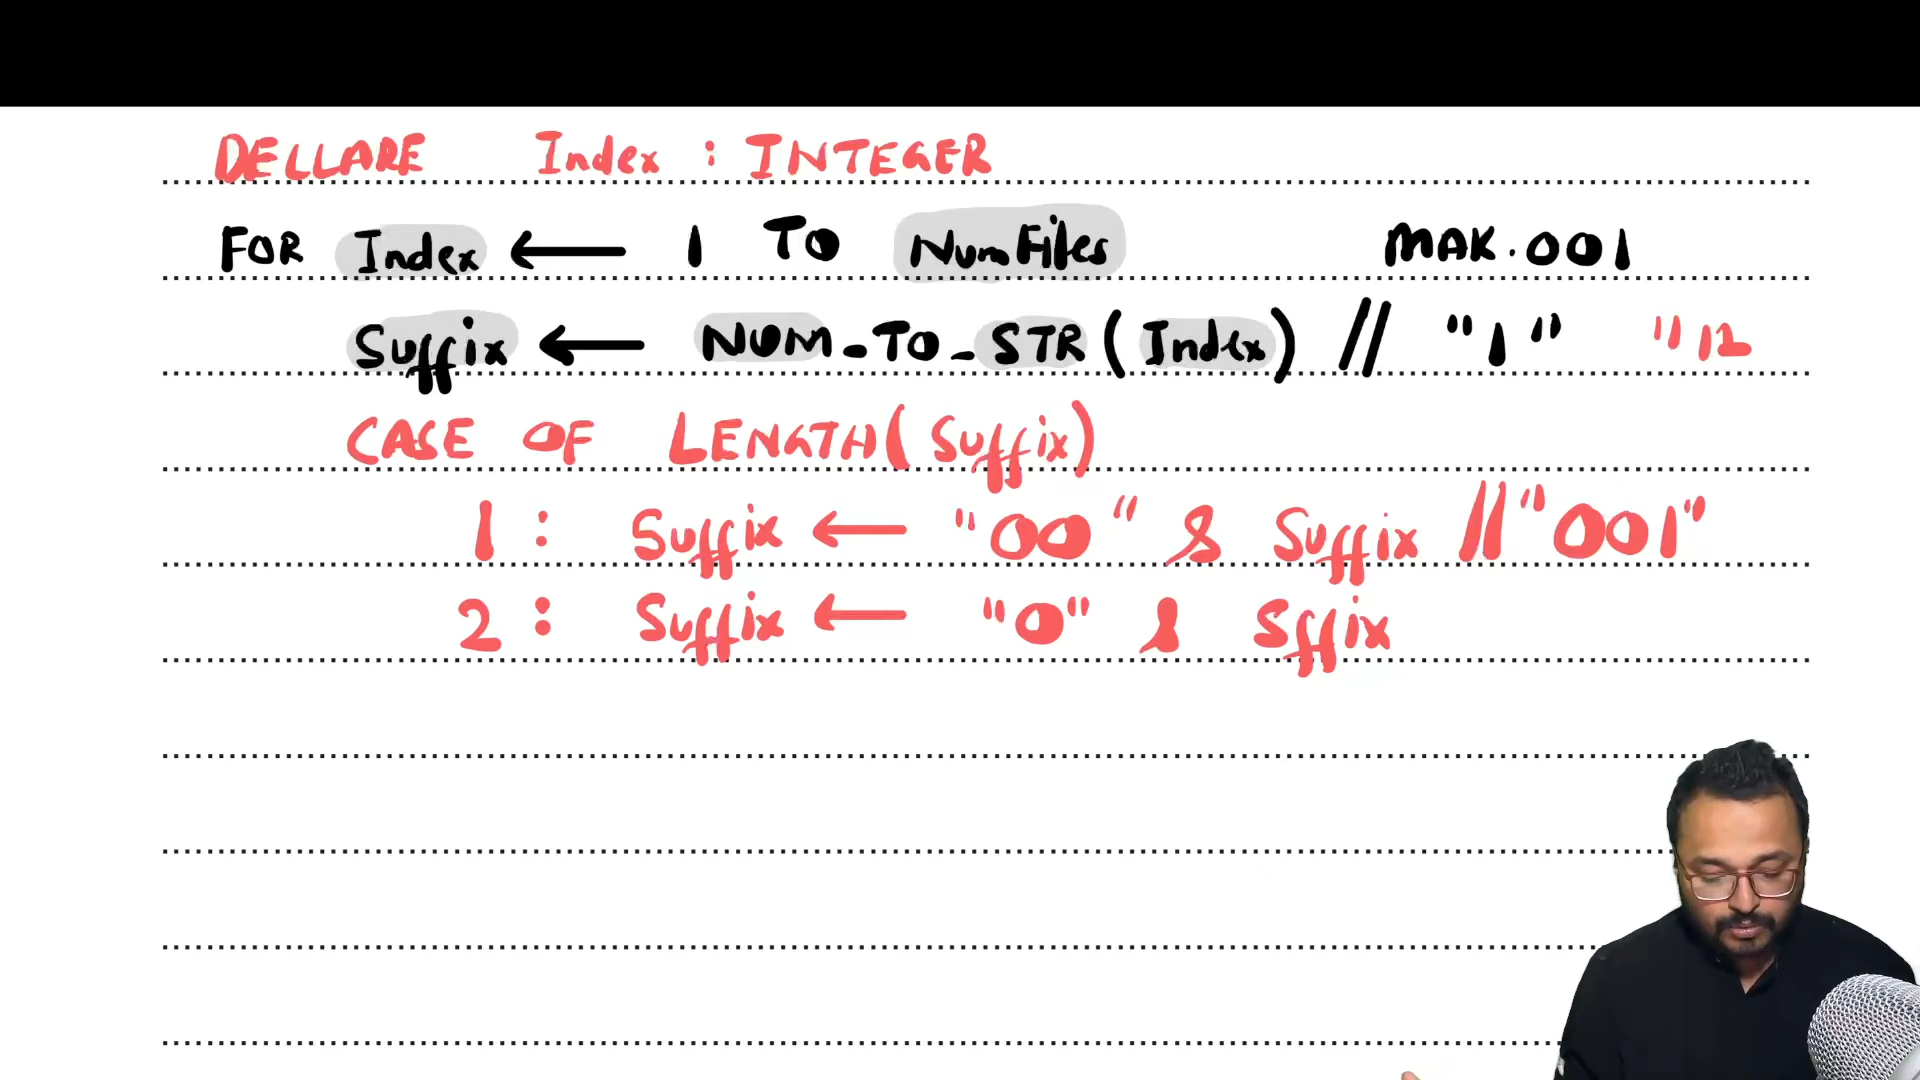 DELLARE Index : INTEGER
FOR Index ← 1 TO NumFiles MAK.001
Suffix ← NUM_TO_STR(Index) // "1" "12
CASE OF LENGTH(Suffix)
1 : Suffix ← "00" & Suffix // "001"
2 : Suffix ← "0" & Sffix